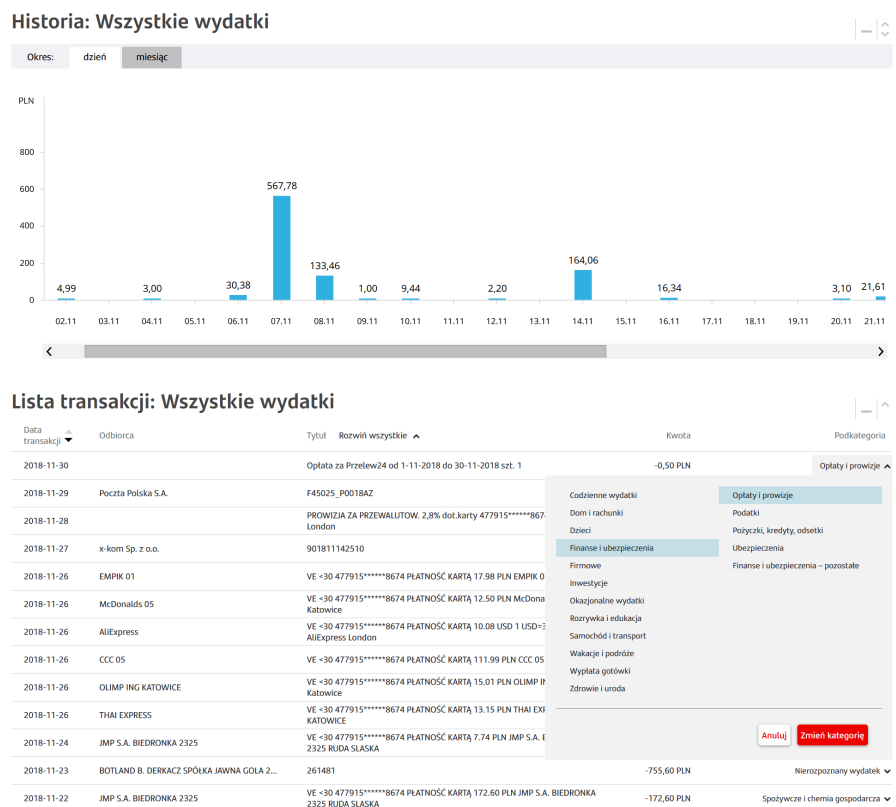 Historia: Wszystkie wydatki
Okres: dzień miesiąc
PLN
800
600
400
200
0
4,99 3,00 30,38 567,78 133,46 1,00 9,44 2,20 164,06 16,34 3,10 21,61
02.11 03.11 04.11 05.11 06.11 07.11 08.11 09.11 10.11 11.11 12.11 13.11 14.11 15.11 16.11 17.11 18.11 19.11 20.11 21.11
Lista transakcji: Wszystkie wydatki
Data transakcji Odbiorca Tytuł Rozwiń wszystkie Kwota Podkategoria
2018-11-30 Opłata za Przelew24 od 1-11-2018 do 30-11-2018 szt. 1 -0,50 PLN Opłaty i prowizje
2018-11-29 Poczta Polska S.A. F45025_P0018AZ
2018-11-28 PROWIZJA ZA PRZEWALUTOW. 2,8% dot.karty 477915******867
London
2018-11-27 x-kom Sp. z o.o. 901811142510
2018-11-26 EMPIK 01 VE <30 477915******8674 PŁATNOŚĆ KARTĄ 17.98 PLN EMPIK 0
2018-11-26 McDonalds 05 VE <30 477915******8674 PŁATNOŚĆ KARTĄ 12.50 PLN McDona
Katowice
2018-11-26 AliExpress VE <30 477915******8674 PŁATNOŚĆ KARTĄ 10.08 USD 1 USD=3
AliExpress London
2018-11-26 CCC 05 VE <30 477915******8674 PŁATNOŚĆ KARTĄ 111.99 PLN CCC 05
2018-11-26 OLIMP ING KATOWICE VE <30 477915******8674 PŁATNOŚĆ KARTĄ 15.01 PLN OLIMP
Katowice
2018-11-26 THAI EXPRESS VE <30 477915******8674 PŁATNOŚĆ KARTĄ 13.15 PLN THAI EXP
KATOWICE
2018-11-24 JMP S.A. BIEDRONKA 2325 VE <30 477915******8674 PŁATNOŚĆ KARTĄ 7.74 PLN JMP S.A.
2325 RUDA SLASKA
Codzienne wydatki Opłaty i prowizje
Dom i rachunki Podatki
Dzieci Pożyczki, kredyty, odsetki
Finanse i ubezpieczenia Ubezpieczenia
Firmowe Finanse i ubezpieczenia – pozostałe
Inwestycje
Okazjonalne wydatki
Rozrywka i edukacja
Samochód i transport
Wakacje i podróże
Wypłata gotówki
Zdrowie i uroda
Anuluj Zmień kategorię
2018-11-23 BOTLAND B. DERKACZ SPÓŁKA JAWNA GOLA 2... 261481 -755,60 PLN Nierozpoznany wydatek
2018-11-22 JMP S.A. BIEDRONKA 2325 VE <30 477915******8674 PŁATNOŚĆ KARTĄ 172.60 PLN JMP S.A. BIEDRONKA
2325 RUDA SLASKA -172,60 PLN Spożywcze i chemia gospodarcza